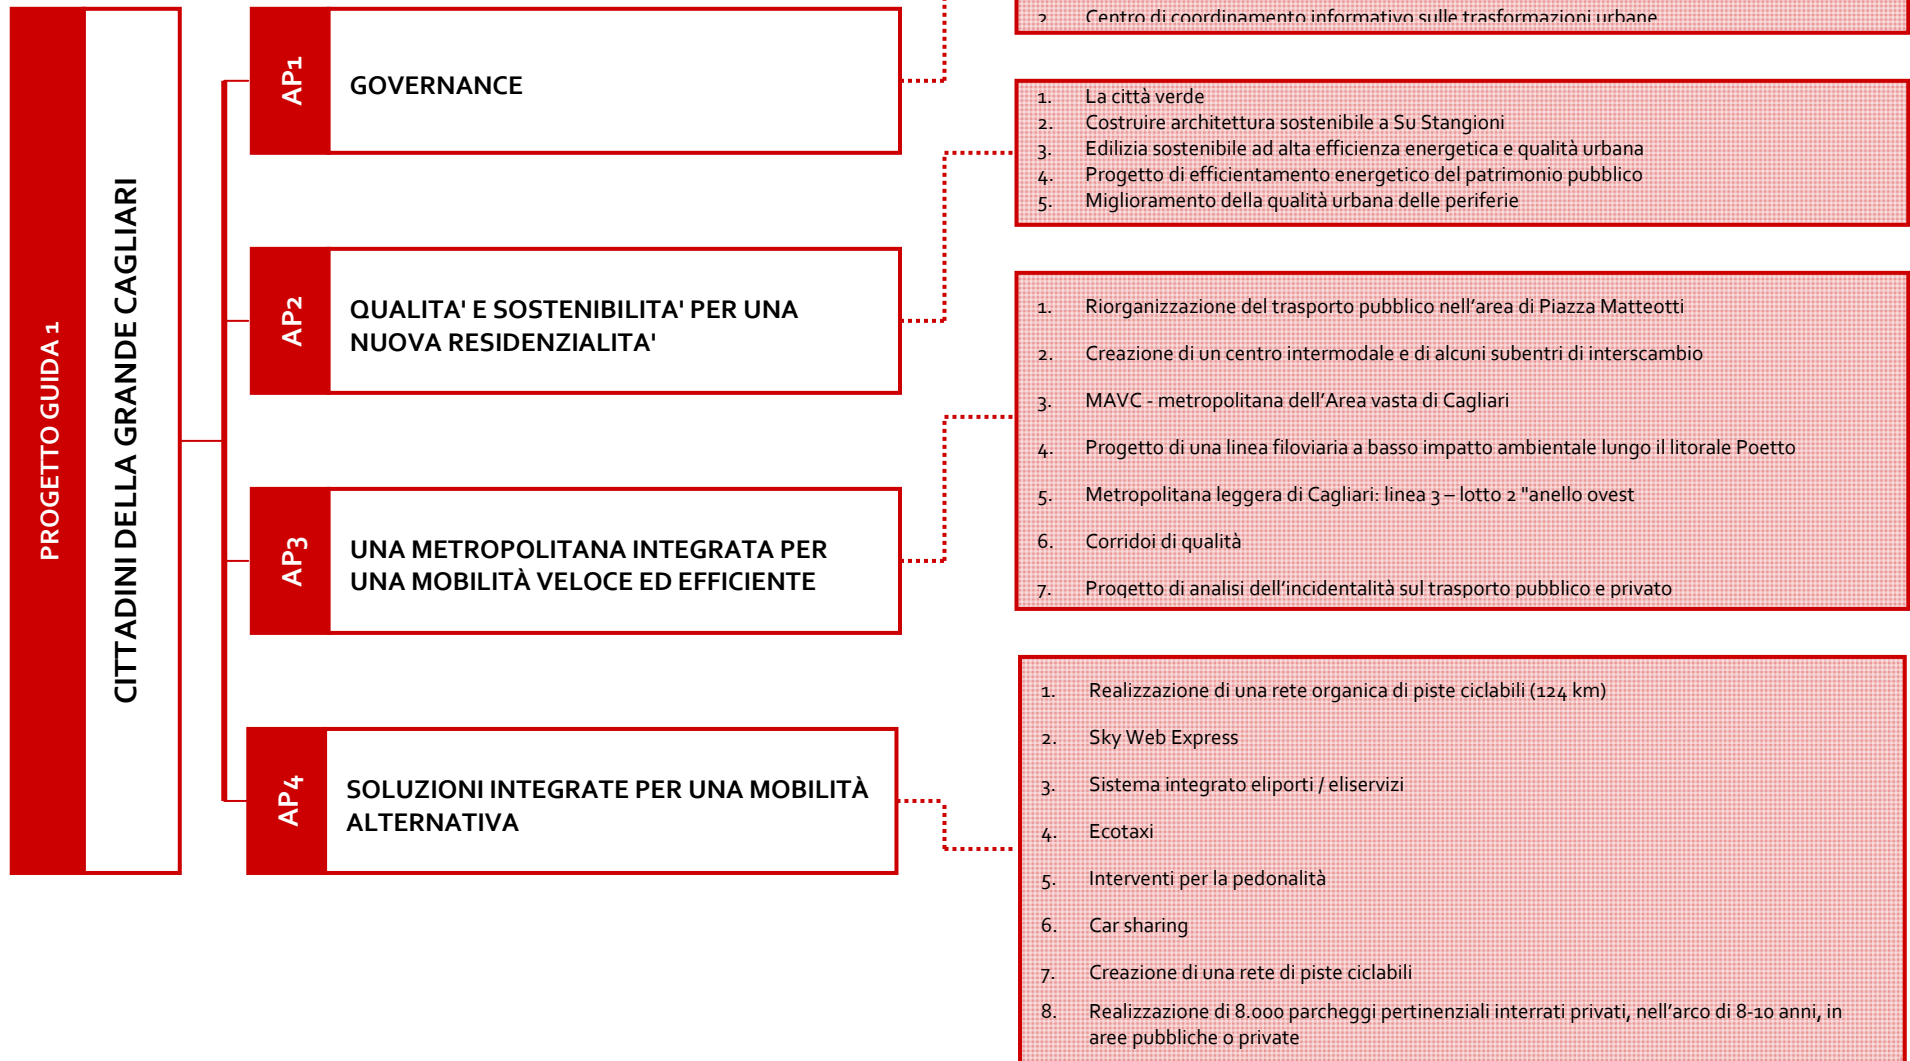 PROGETTO GUIDA 1
CITTADINI DELLA GRANDE CAGLIARI
AP1
GOVERNANCE
2. Centro di coordinamento informativo sulle trasformazioni urbane
AP2
QUALITA' E SOSTENIBILITA' PER UNA
NUOVA RESIDENZIALITA'
1. La città verde
2. Costruire architettura sostenibile a Su Stangioni
3. Edilizia sostenibile ad alta efficienza energetica e qualità urbana
4. Progetto di efficientamento energetico del patrimonio pubblico
5. Miglioramento della qualità urbana delle periferie
AP3
UNA METROPOLITANA INTEGRATA PER
UNA MOBILITÀ VELOCE ED EFFICIENTE
1. Riorganizzazione del trasporto pubblico nell'area di Piazza Matteotti
2. Creazione di un centro intermodale e di alcuni subentri di interscambio
3. MAVC - metropolitana dell'Area vasta di Cagliari
4. Progetto di una linea filoviaria a basso impatto ambientale lungo il litorale Poetto
5. Metropolitana leggera di Cagliari: linea 3 – lotto 2 "anello ovest
6. Corridoi di qualità
7. Progetto di analisi dell'incidentalità sul trasporto pubblico e privato
AP4
SOLUZIONI INTEGRATE PER UNA MOBILITÀ
ALTERNATIVA
1. Realizzazione di una rete organica di piste ciclabili (124 km)
2. Sky Web Express
3. Sistema integrato eliporti / eliservizi
4. Ecotaxi
5. Interventi per la pedonalità
6. Car sharing
7. Creazione di una rete di piste ciclabili
8. Realizzazione di 8.000 parcheggi pertinenziali interrati privati, nell'arco di 8-10 anni, in
aree pubbliche o private